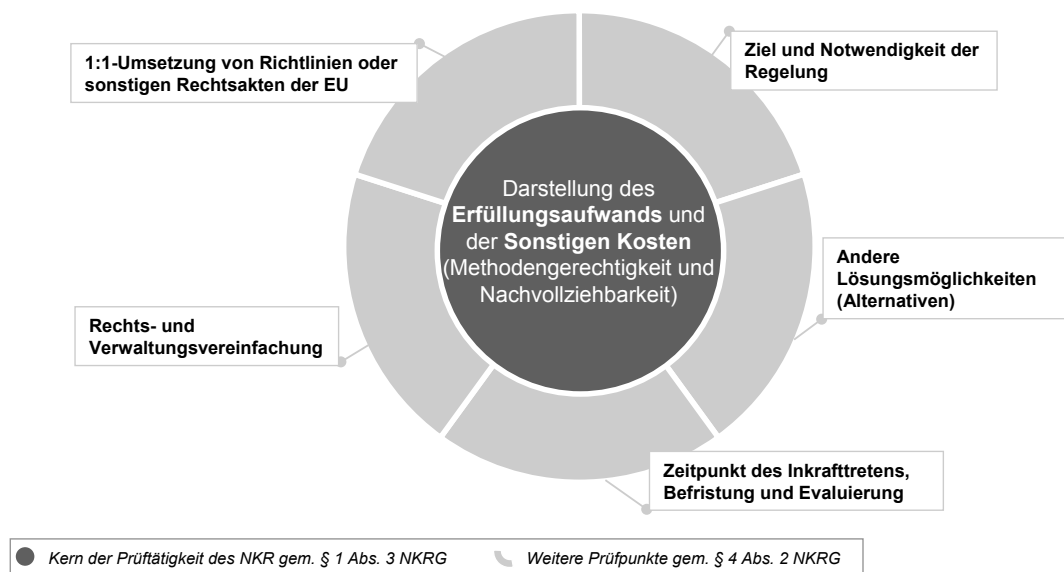 1:1-Umsetzung von Richtlinien oder
sonstigen Rechtsakten der EU
Ziel und Notwendigkeit der
Regelung
Darstellung des
Erfüllungsaufwands und
der Sonstigen Kosten
(Methodengerechtigkeit und
Nachvollziehbarkeit)
Andere
Lösungsmöglichkeiten
(Alternativen)
Rechts- und
Verwaltungsvereinfachung
Zeitpunkt des Inkrafttretens,
Befristung und Evaluierung
Kern der Prüftätigkeit des NKR gem. § 1 Abs. 3 NKRG
Weitere Prüfpunkte gem. § 4 Abs. 2 NKRG